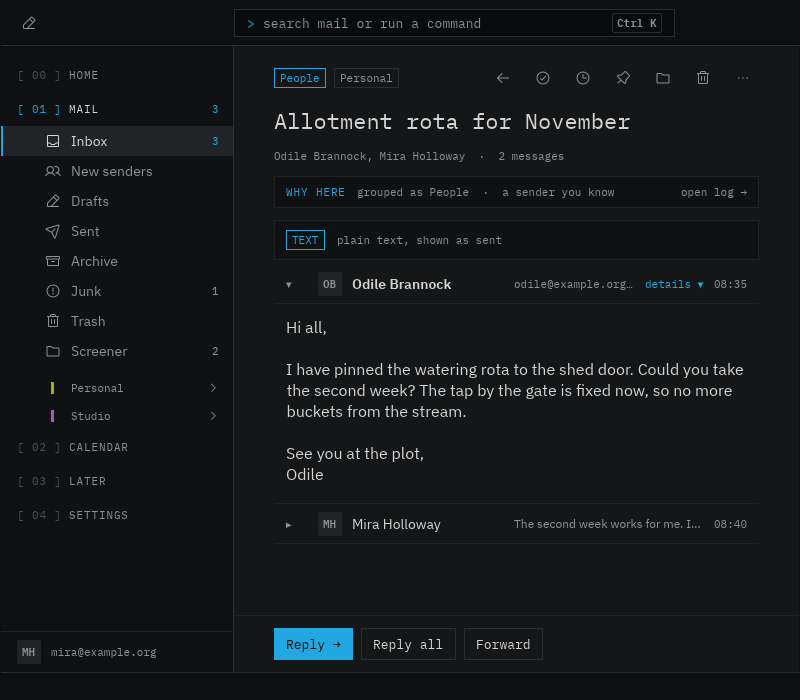 > search mail or run a command Ctrl K
[ 00 ] HOME
[ 01 ] MAIL 3
Inbox 3
New senders
Drafts
Sent
Archive
Junk 1
Trash
Screener 2
Personal
Studio
[ 02 ] CALENDAR
[ 03 ] LATER
[ 04 ] SETTINGS
MH mira@example.org
People Personal
Allotment rota for November
Odile Brannock, Mira Holloway · 2 messages
WHY HERE grouped as People · a sender you know open log →
TEXT plain text, shown as sent
▾ OB Odile Brannock odile@example.org… details ▾ 08:35
Hi all,
I have pinned the watering rota to the shed door. Could you take
the second week? The tap by the gate is fixed now, so no more
buckets from the stream.
See you at the plot,
Odile
▸ MH Mira Holloway The second week works for me. I… 08:40
Reply → Reply all Forward